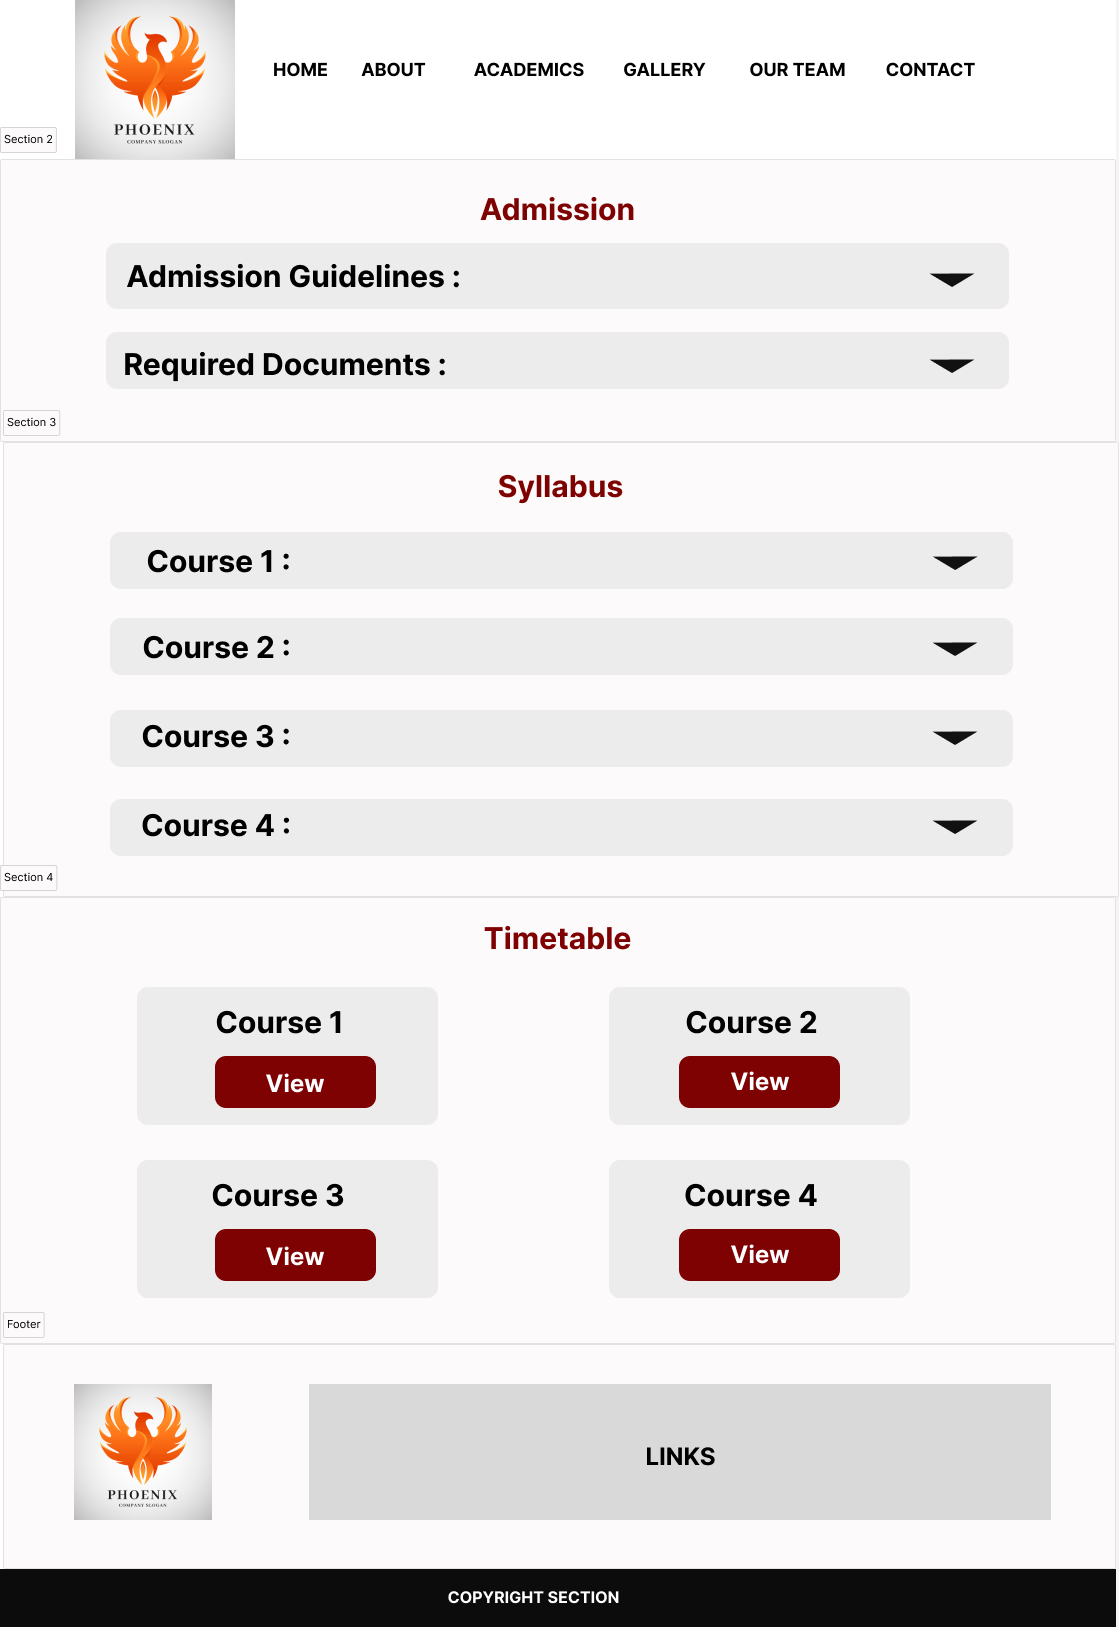 PHOENIX
COMPANY SLOGAN
HOME ABOUT ACADEMICS GALLERY OUR TEAM CONTACT
Section 2
Admission
Admission Guidelines :
Required Documents :
Section 3
Syllabus
Course 1 :
Course 2 :
Course 3 :
Course 4 :
Section 4
Timetable
Course 1
View
Course 2
View
Course 3
View
Course 4
View
Footer
PHOENIX
COMPANY SLOGAN
LINKS
COPYRIGHT SECTION